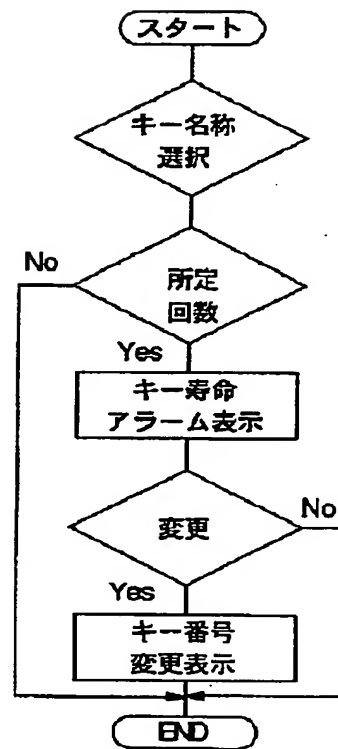 スタート
キー名称
選択
No
所定
回数
Yes
キー寿命
アラーム表示
変更
No
Yes
キー番号
変更表示
END